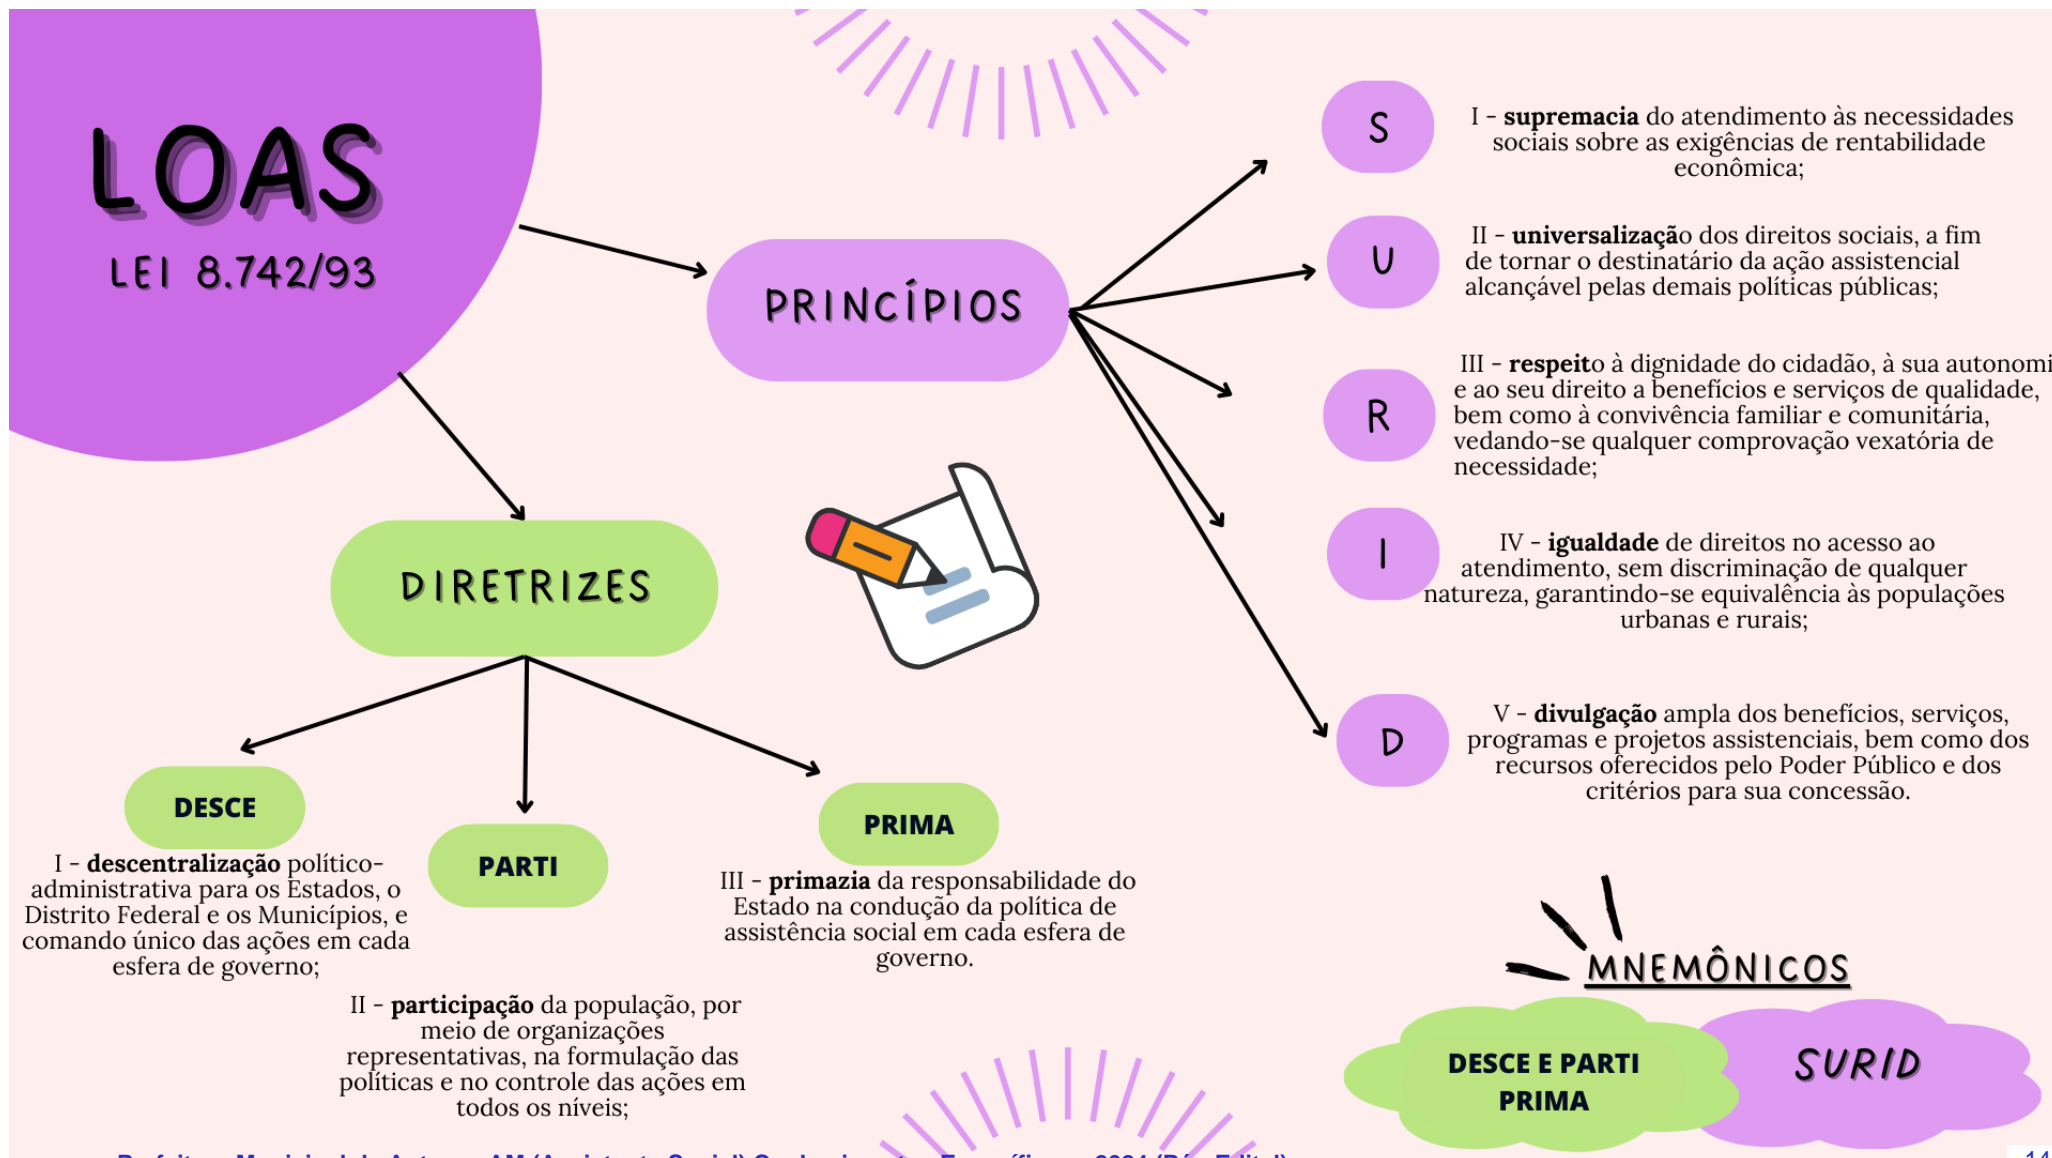 LOAS
LEI 8.742/93
PRINCÍPIOS
S
I - supremacia do atendimento às necessidades
sociais sobre as exigências de rentabilidade
econômica;
U
II - universalização dos direitos sociais, a fim
de tornar o destinatário da ação assistencial
alcançável pelas demais políticas públicas;
R
III - respeito à dignidade do cidadão, à sua autonomi
e ao seu direito a benefícios e serviços de qualidade,
bem como à convivência familiar e comunitária,
vedando-se qualquer comprovação vexatória de
necessidade;
I
IV - igualdade de direitos no acesso ao
atendimento, sem discriminação de qualquer
natureza, garantindo-se equivalência às populações
urbanas e rurais;
D
V - divulgação ampla dos benefícios, serviços,
programas e projetos assistenciais, bem como dos
recursos oferecidos pelo Poder Público e dos
critérios para sua concessão.
DIRETRIZES
DESCE
I - descentralização político-
administrativa para os Estados, o
Distrito Federal e os Municípios, e
comando único das ações em cada
esfera de governo;
PARTI
II - participação da população, por
meio de organizações
representativas, na formulação das
políticas e no controle das ações em
todos os níveis;
PRIMA
III - primazia da responsabilidade do
Estado na condução da política de
assistência social em cada esfera de
governo.
MNEMÔNICOS
DESCE E PARTI
PRIMA
SURID